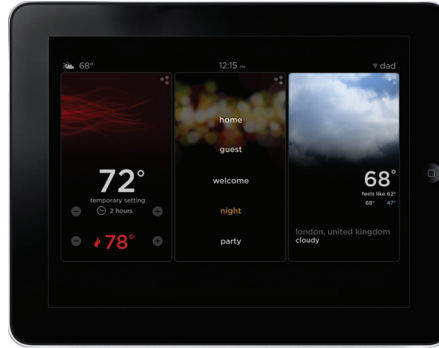 68°
12:15 PM
dad
72°
temporary setting
2 hours
78°
home
guest
welcome
night
party
68°
feels like 62°
68° 47°
london, united kingdom
cloudy